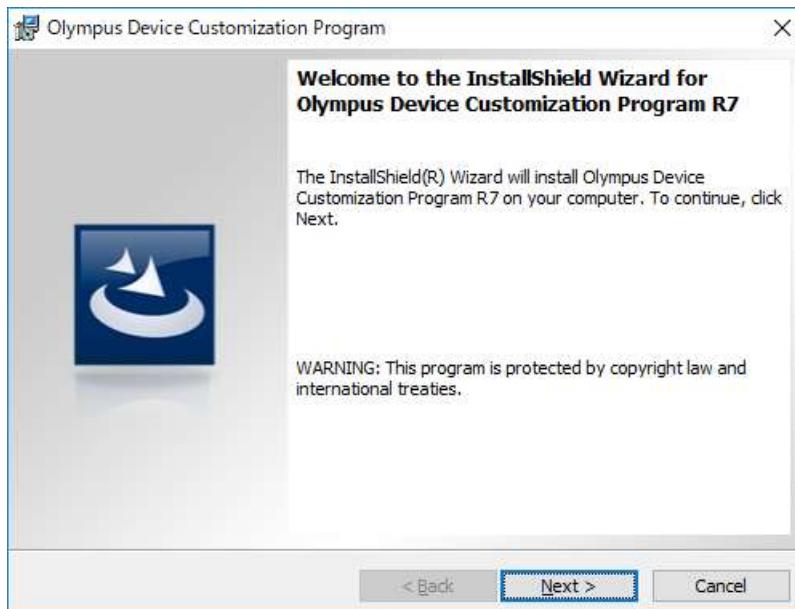 Olympus Device Customization Program
Welcome to the InstallShield Wizard for
Olympus Device Customization Program R7
The InstallShield(R) Wizard will install Olympus Device
Customization Program R7 on your computer. To continue, click
Next.
WARNING: This program is protected by copyright law and
international treaties.
< Back
Next >
Cancel